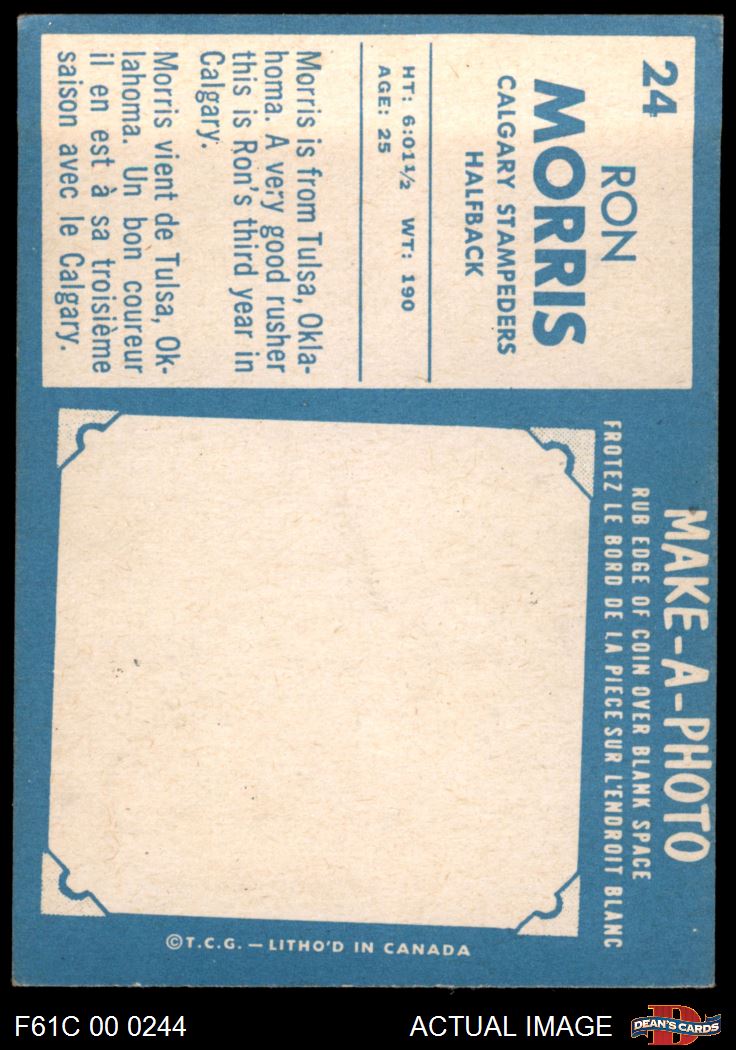 24
RON
MORRIS
CALGARY STAMPEDERS
HALFBACK
HT: 6:01½ WT: 190
AGE: 25
Morris is from Tulsa, Okla-
homa. A very good rusher
this is Ron's third year in
Calgary.
Morris vient de Tulsa, Ok-
lahoma. Un bon coureur
il en est à sa troisième
saison avec le Calgary.
MAKE-A-PHOTO
RUB EDGE OF COIN OVER BLANK SPACE
FROTEZ LE BORD DE LA PIECE SUR L'ENDROIT BLANC
©T.C.G. — LITHO'D IN CANADA
F61C 00 0244
ACTUAL IMAGE
D
DEAN'S CARDS